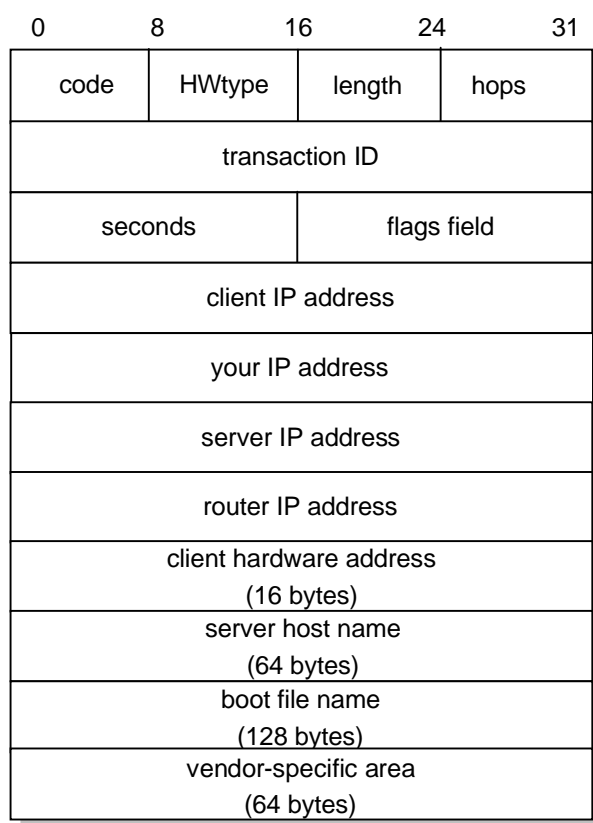 0 8 16 24 31
code HWtype length hops
transaction ID
seconds flags field
client IP address
your IP address
server IP address
router IP address
client hardware address
(16 bytes)
server host name
(64 bytes)
boot file name
(128 bytes)
vendor-specific area
(64 bytes)